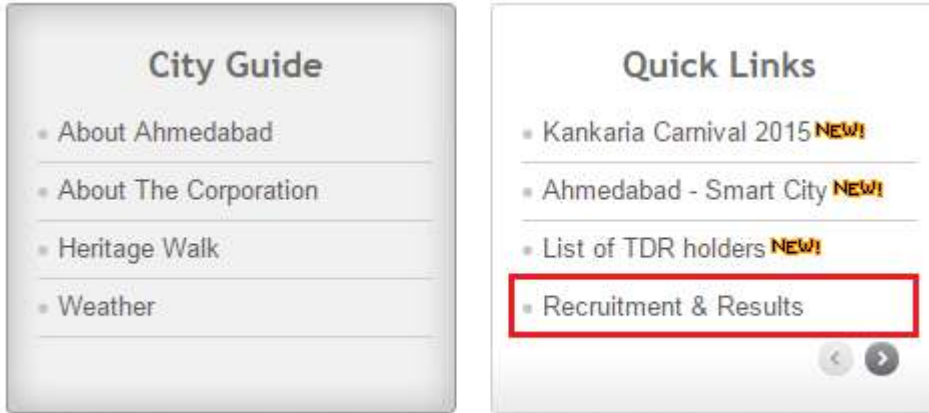 City Guide
About Ahmedabad
About The Corporation
Heritage Walk
Weather
Quick Links
Kankaria Carnival 2015 NEW!
Ahmedabad - Smart City NEW!
List of TDR holders NEW!
Recruitment & Results